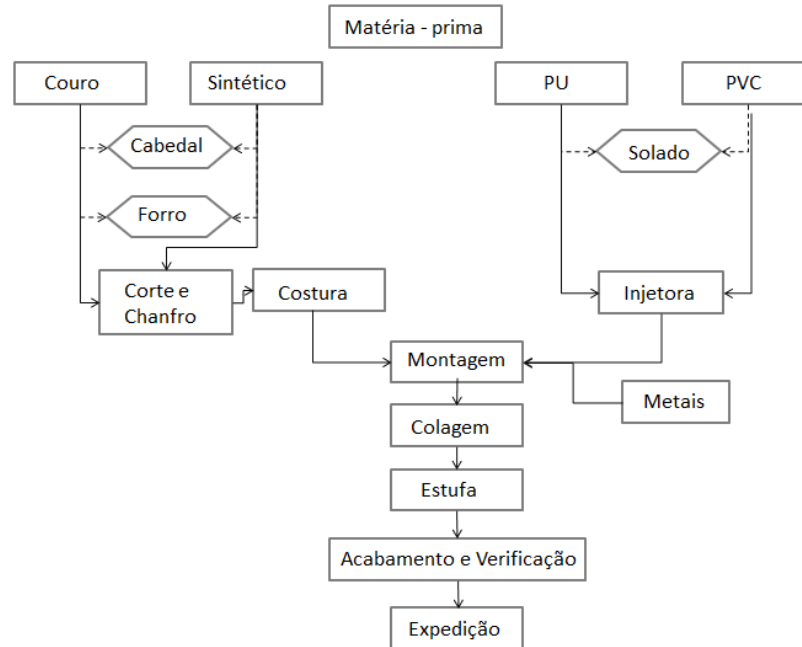 Matéria - prima
Couro
Sintético
PU
PVC
Cabedal
Solado
Forro
Corte e
Chanfro
Costura
Injetora
Montagem
Metais
Colagem
Estufa
Acabamento e Verificação
Expedição